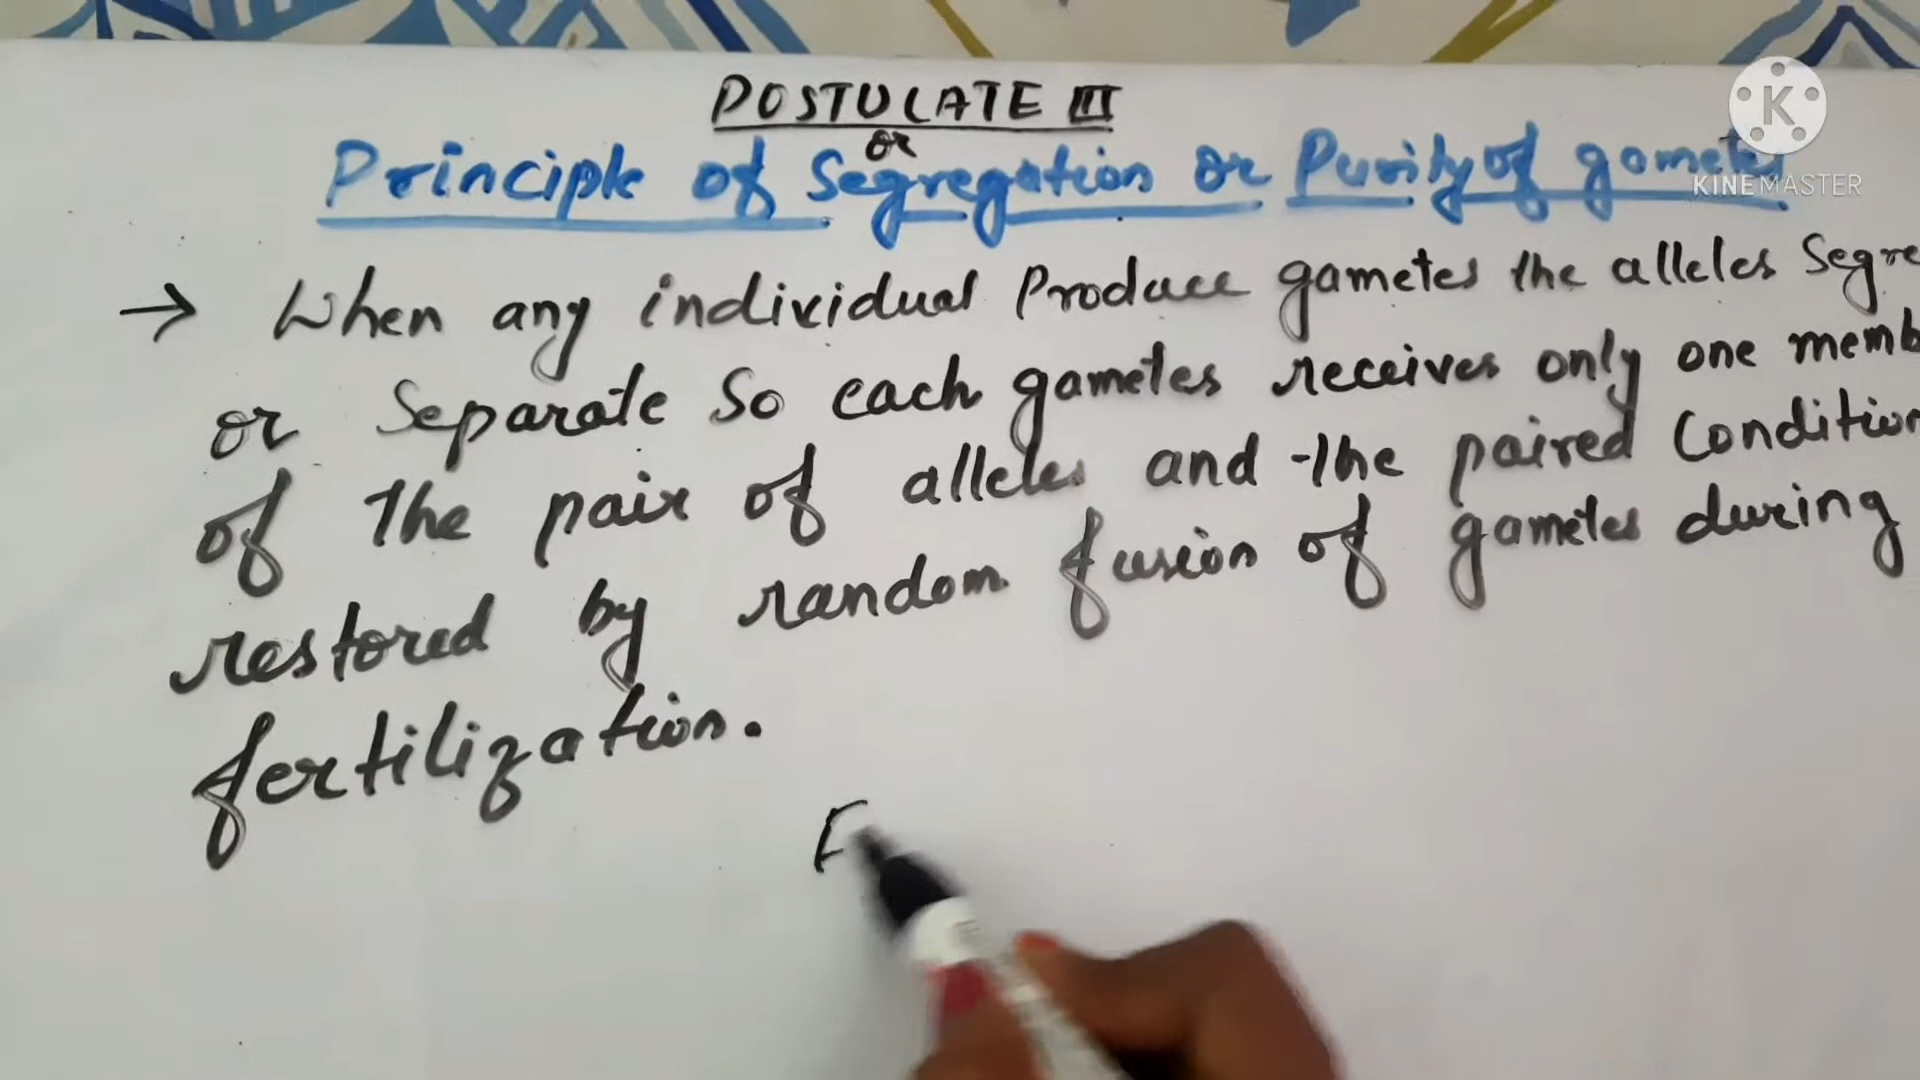 POSTULATE III
or
Principle of Segregation or Purity of gametes
KINEMASTER
→ When any individual Produce gametes the alleles Segre
or Separate So each gametes receives only one memb
of the pair of alleles and the paired Condition
restored by random fusion of gametes during
fertilization.